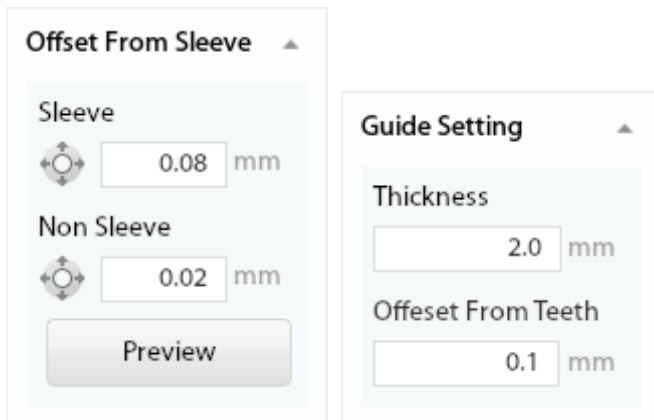 Offset From Sleeve
Sleeve
0.08 mm
Non Sleeve
0.02 mm
Preview
Guide Setting
Thickness
2.0 mm
Offeset From Teeth
0.1 mm